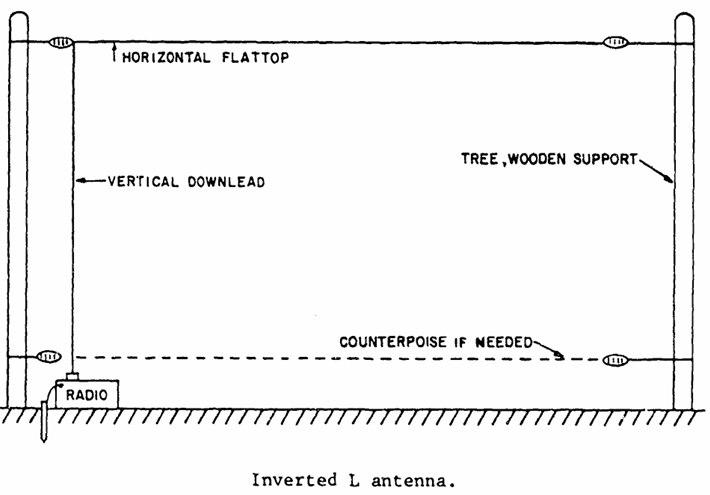 HORIZONTAL FLATTOP
TREE, WOODEN SUPPORT
VERTICAL DOWNLEAD
COUNTERPOISE IF NEEDED
RADIO
Inverted L antenna.